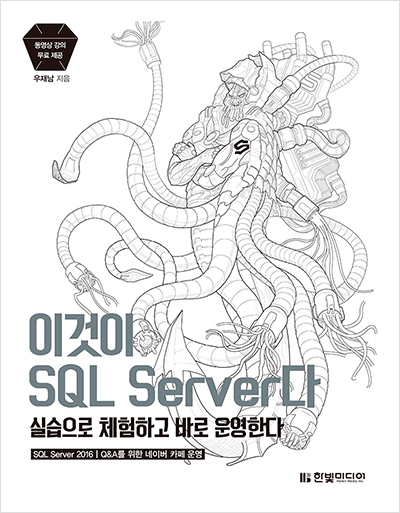 동영상 강의
무료 제공
우재남 지음
S
이것이
SQL Server다
실습으로 체험하고 바로 운영한다
SQL Server 2016 | Q&A를 위한 네이버 카페 운영
한빛미디어
Hanbit Media, Inc.